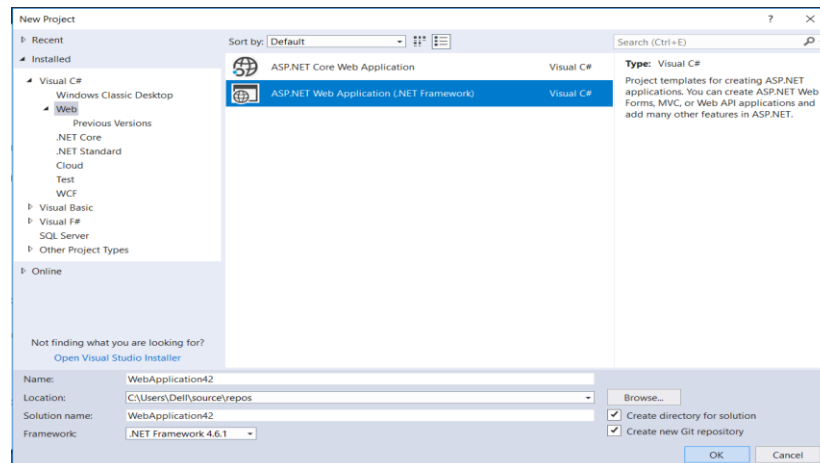 New Project
Recent
Installed
Visual C#
Windows Classic Desktop
Web
Previous Versions
.NET Core
.NET Standard
Cloud
Test
WCF
Visual Basic
Visual F#
SQL Server
Other Project Types
Online
Not finding what you are looking for?
Open Visual Studio Installer
Sort by: Default
ASP.NET Core Web Application Visual C#
ASP.NET Web Application (.NET Framework) Visual C#
Search (Ctrl+E)
Type: Visual C#
Project templates for creating ASP.NET
applications. You can create ASP.NET Web
Forms, MVC, or Web API applications and
add many other features in ASP.NET.
Name: WebApplication42
Location: C:\Users\Dell\source\repos
Browse...
Solution name: WebApplication42
Create directory for solution
Framework: .NET Framework 4.6.1
Create new Git repository
OK Cancel